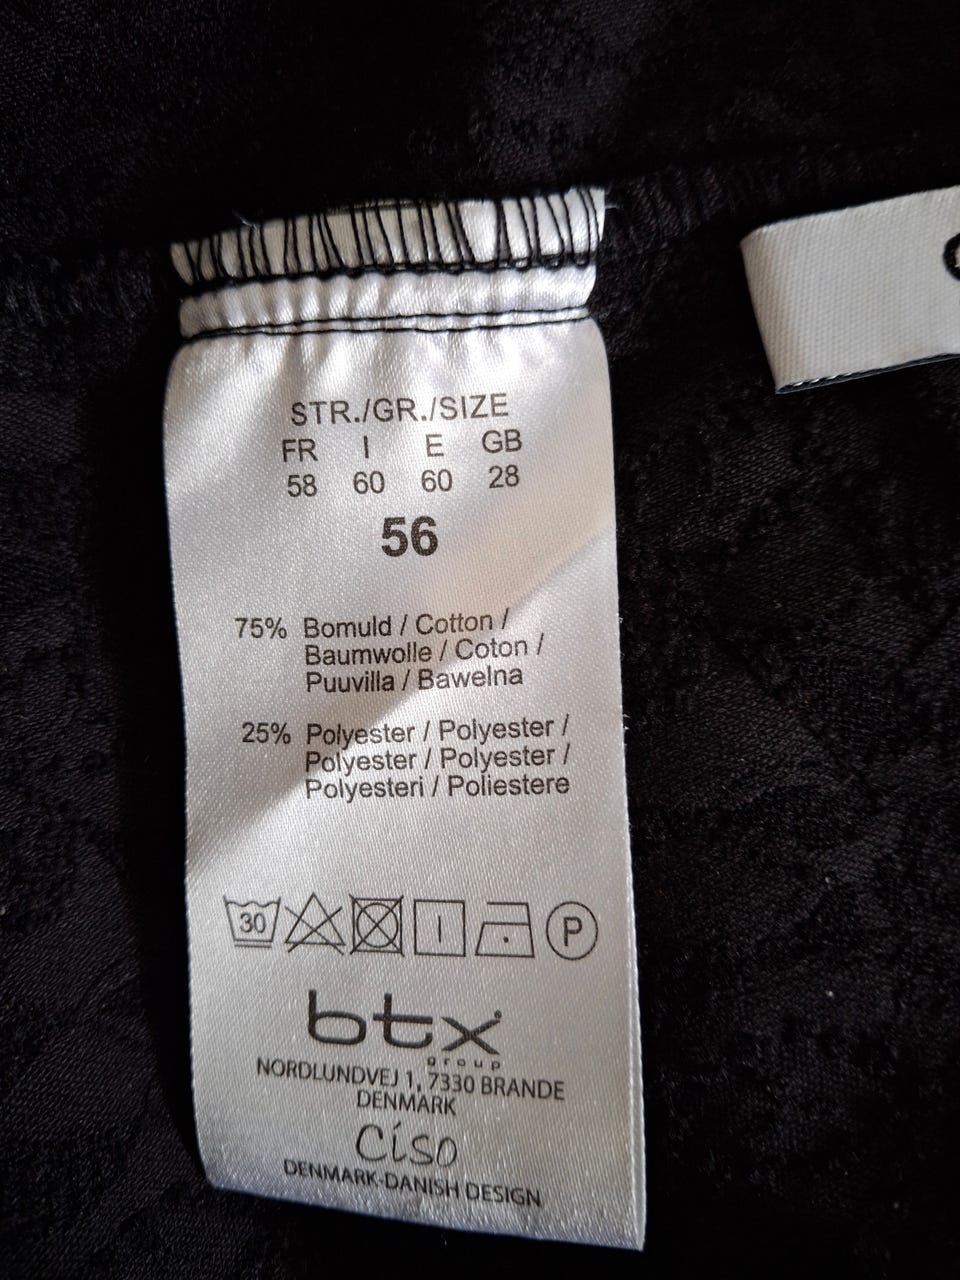 STR./GR./SIZE
FR I E GB
58 60 60 28
56
75% Bomuld / Cotton /
Baumwolle / Coton /
Puuvilla / Bawelna
25% Polyester / Polyester /
Polyester / Polyester /
Polyesteri / Poliestere
30
P
btx
group
NORDLUNDVEJ 1, 7330 BRANDE
DENMARK
Ciso
DENMARK-DANISH DESIGN